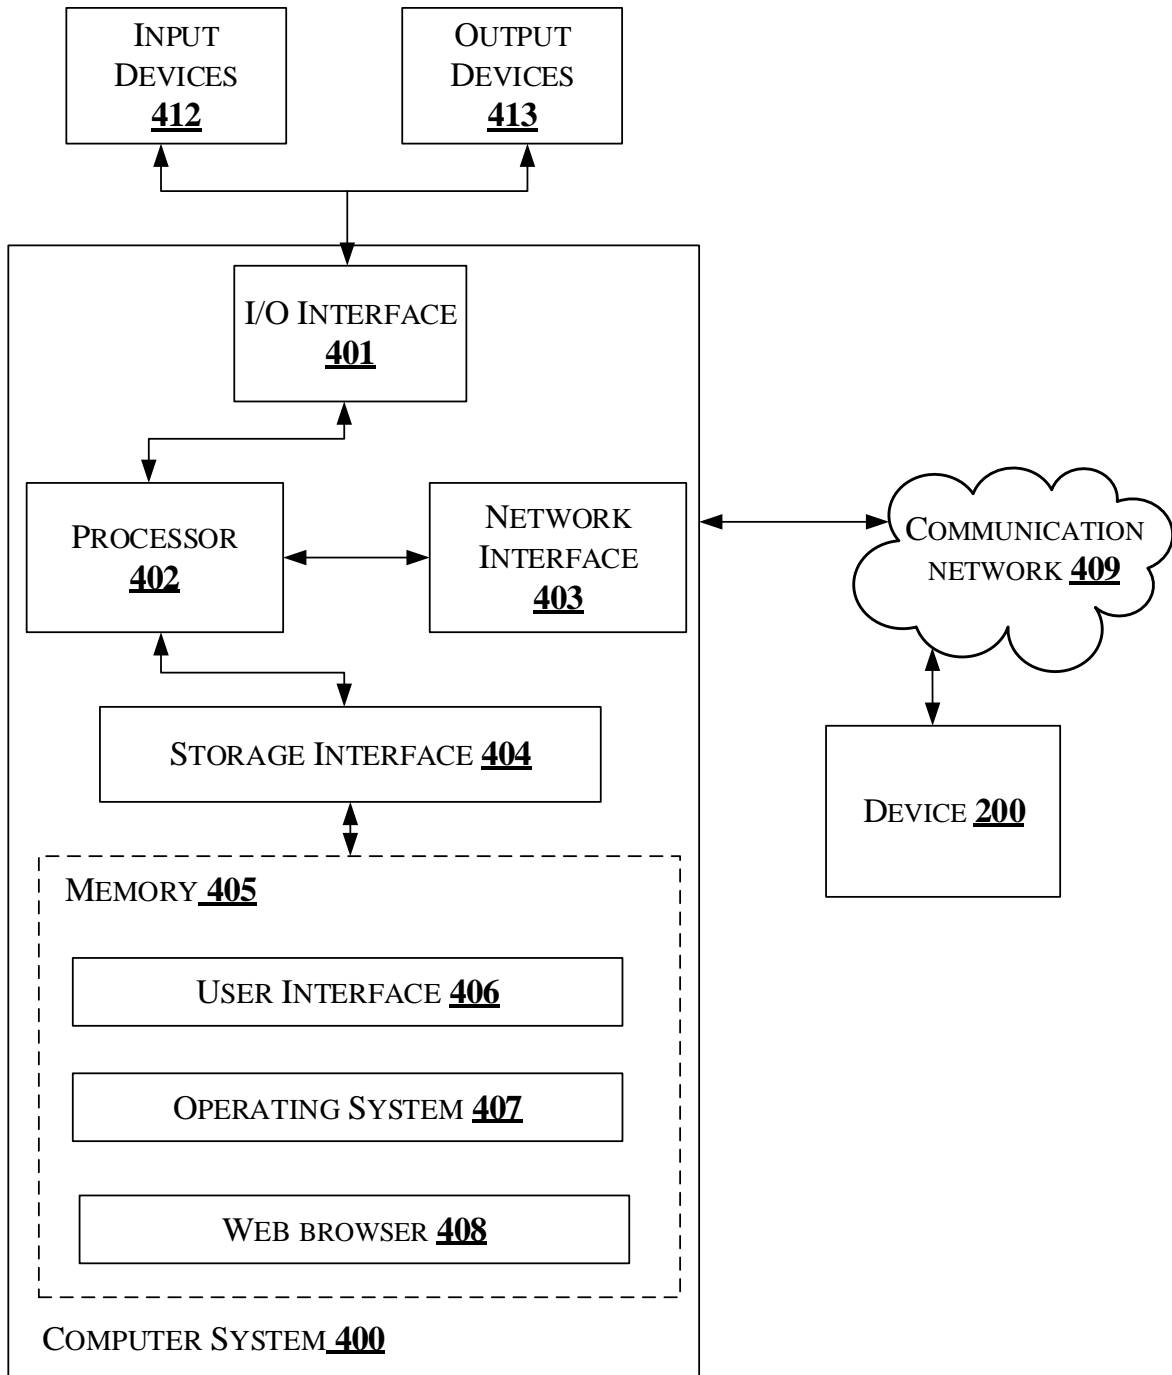 INPUT
DEVICES
412
OUTPUT
DEVICES
413
I/O INTERFACE
401
PROCESSOR
402
NETWORK
INTERFACE
403
COMMUNICATION
NETWORK 409
STORAGE INTERFACE 404
DEVICE 200
MEMORY 405
USER INTERFACE 406
OPERATING SYSTEM 407
WEB BROWSER 408
COMPUTER SYSTEM 400